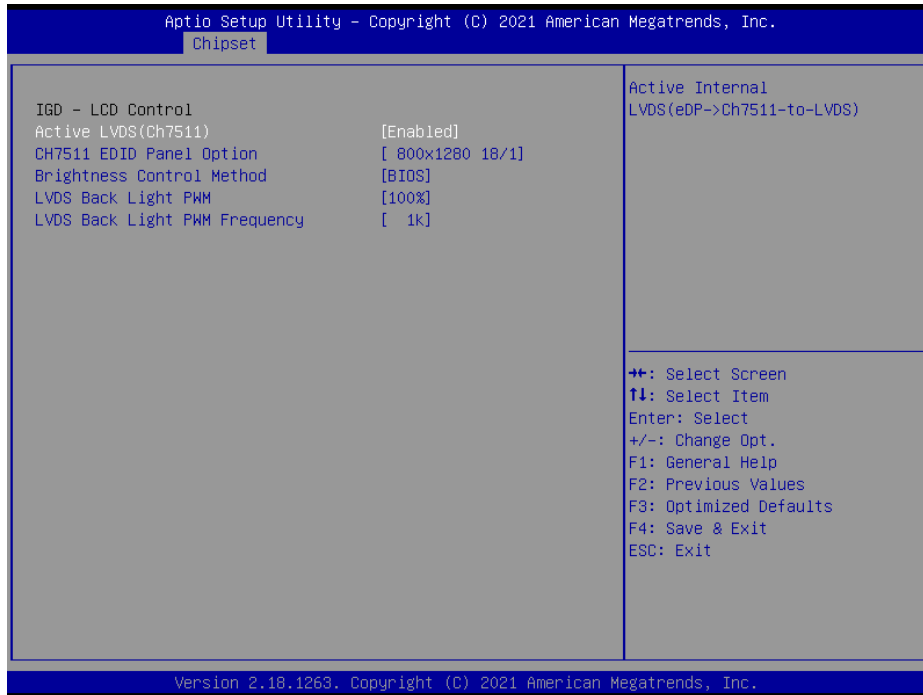 Aptio Setup Utility – Copyright (C) 2021 American Megatrends, Inc.
Chipset
IGD – LCD Control
Active LVDS(Ch7511) [Enabled]
CH7511 EDID Panel Option [ 800x1280 18/1]
Brightness Control Method [BIOS]
LVDS Back Light PWM [100%]
LVDS Back Light PWM Frequency [  1k]
Active Internal
LVDS(eDP->Ch7511-to-LVDS)
→←: Select Screen
↑↓: Select Item
Enter: Select
+/-: Change Opt.
F1: General Help
F2: Previous Values
F3: Optimized Defaults
F4: Save & Exit
ESC: Exit
Version 2.18.1263. Copyright (C) 2021 American Megatrends, Inc.